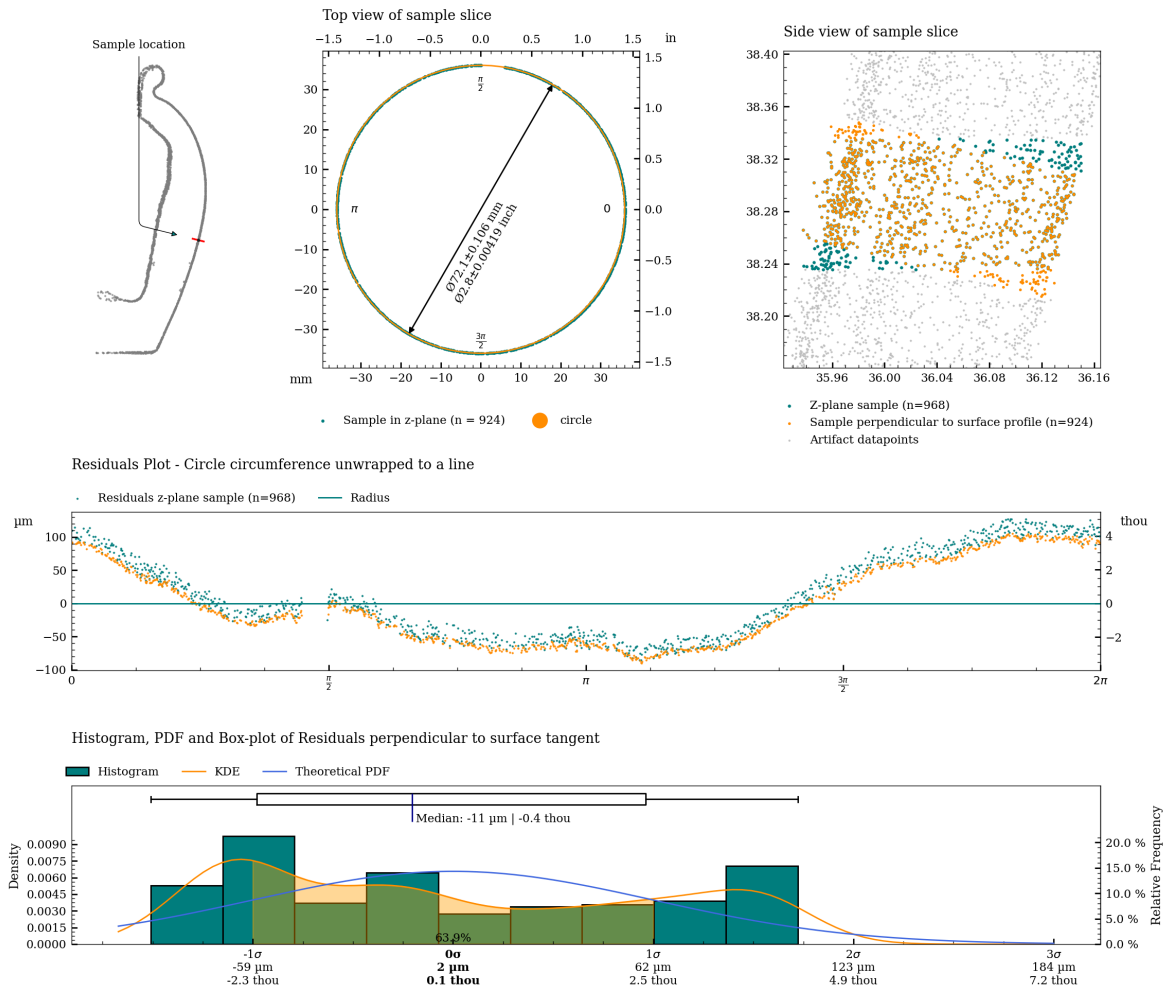 Sample location
Top view of sample slice
−1.5 −1.0 −0.5 0.0 0.5 1.0 1.5 in
30
20
10
0
−10
−20
−30
1.5
1.0
0.5
0.0
−0.5
−1.0
−1.5
π/2
π
0
3π/2
Ø72.1±0.106 mm
Ø2.8±0.00419 inch
mm −30 −20 −10 0 10 20 30
Sample in z-plane (n = 924) circle
Side view of sample slice
38.40
38.36
38.32
38.28
38.24
38.20
35.96 36.00 36.04 36.08 36.12 36.16
Z-plane sample (n=968)
Sample perpendicular to surface profile (n=924)
Artifact datapoints
Residuals Plot - Circle circumference unwrapped to a line
Residuals z-plane sample (n=968) Radius
µm thou
100
50
0
−50
−100
4
2
0
−2
0 π/2 π 3π/2 2π
Histogram, PDF and Box-plot of Residuals perpendicular to surface tangent
Histogram KDE Theoretical PDF
Median: -11 µm | -0.4 thou
Density
0.0090
0.0075
0.0060
0.0045
0.0030
0.0015
0.0000
63.9%
20.0 %
15.0 %
10.0 %
5.0 %
0.0 %
Relative Frequency
-1σ 0σ 1σ 2σ 3σ
-59 µm 2 µm 62 µm 123 µm 184 µm
-2.3 thou 0.1 thou 2.5 thou 4.9 thou 7.2 thou